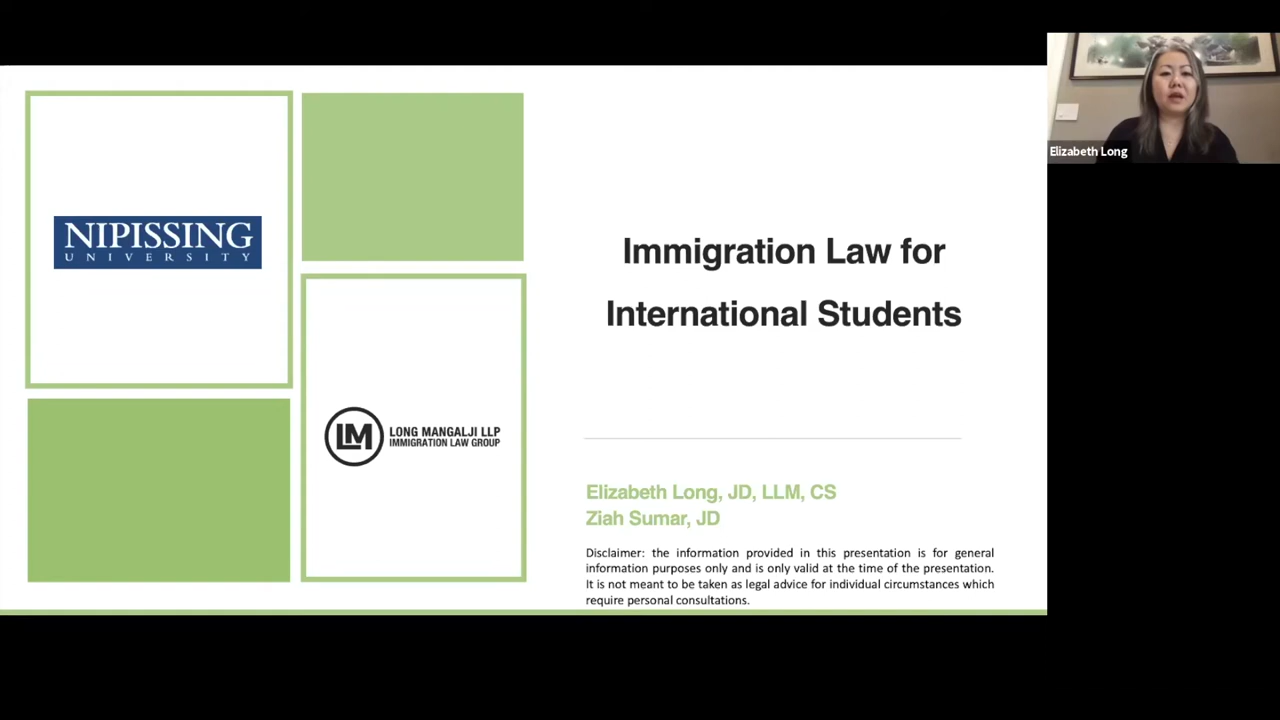 NIPISSING
UNIVERSITY
LM
LONG MANGALJI LLP
IMMIGRATION LAW GROUP
Immigration Law for
International Students
Elizabeth Long, JD, LLM, CS
Ziah Sumar, JD
Disclaimer: the information provided in this presentation is for general
information purposes only and is only valid at the time of the presentation.
It is not meant to be taken as legal advice for individual circumstances which
require personal consultations.
Elizabeth Long